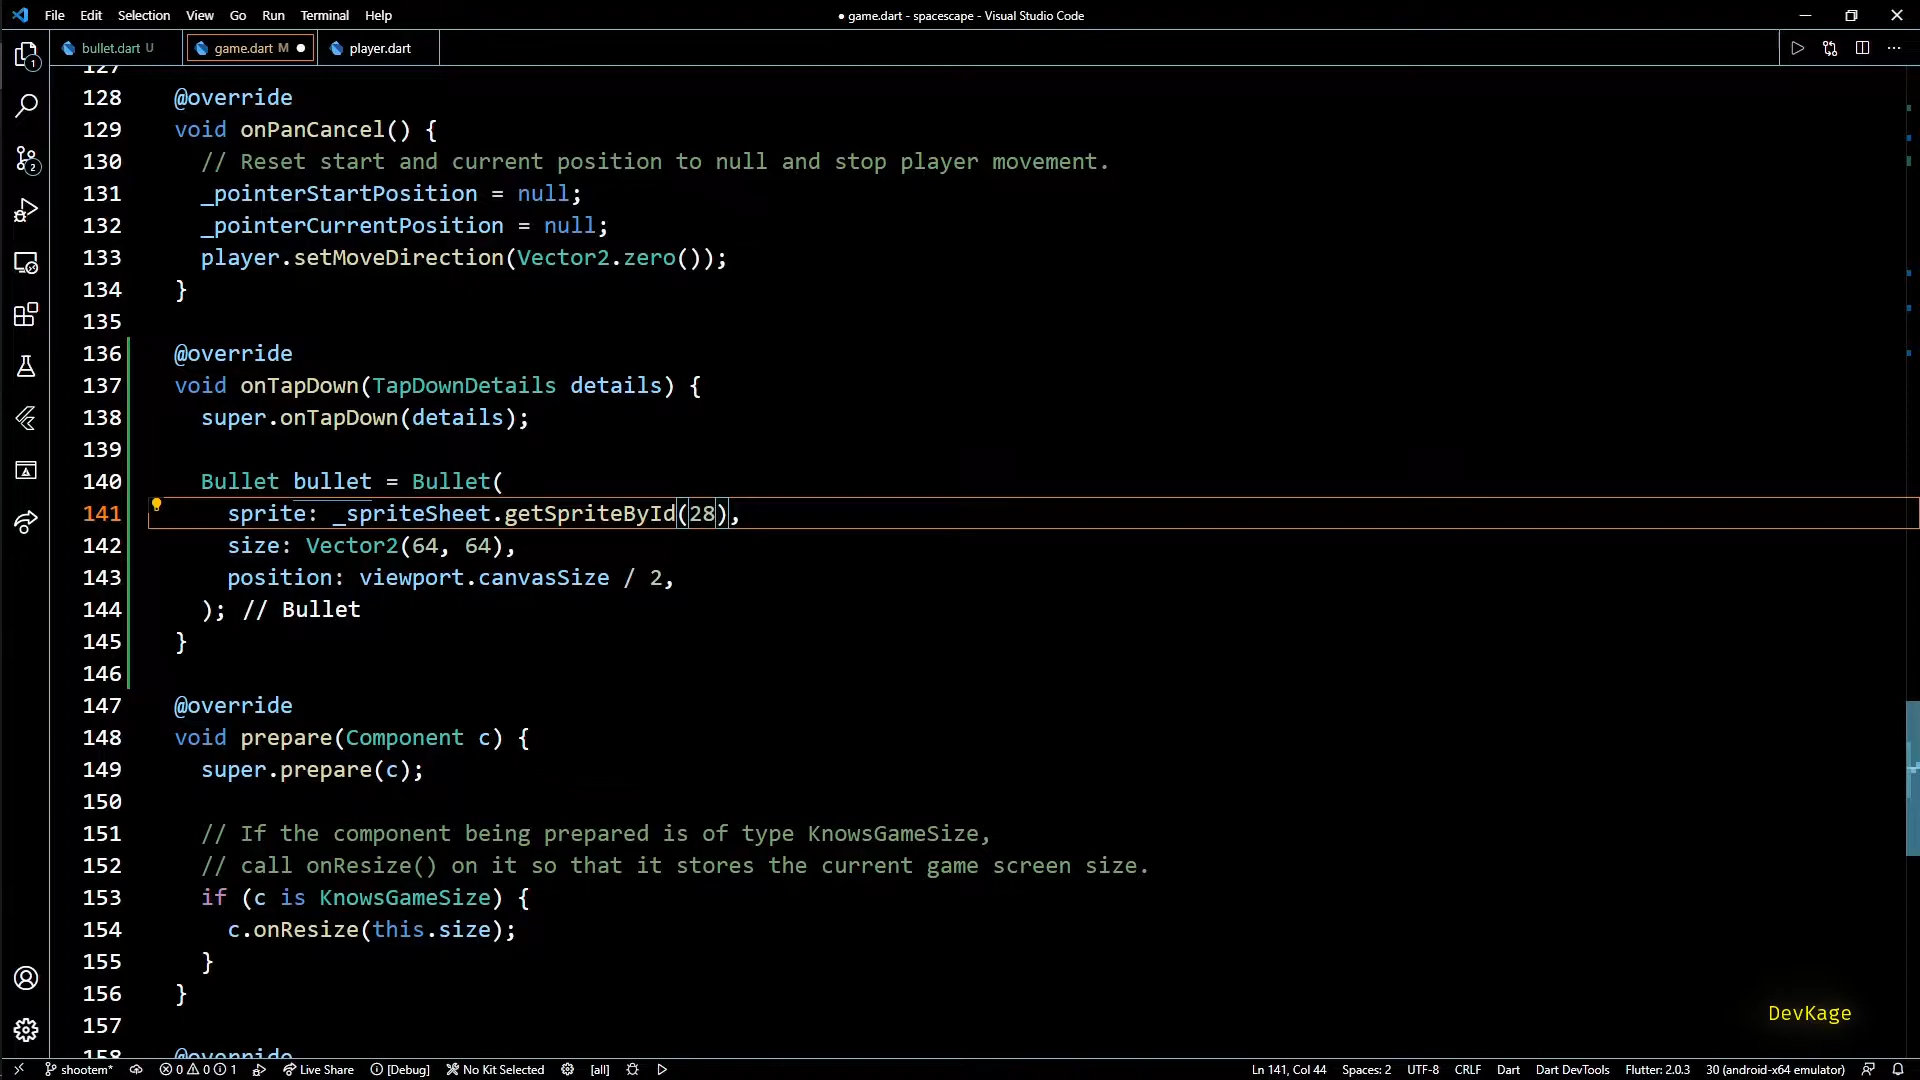 File Edit Selection View Go Run Terminal Help
● game.dart - spacescape - Visual Studio Code
bullet.dart U game.dart M ● player.dart
127
128 @override
129 void onPanCancel() {
130 // Reset start and current position to null and stop player movement.
131 _pointerStartPosition = null;
132 _pointerCurrentPosition = null;
133 player.setMoveDirection(Vector2.zero());
134 }
135
136 @override
137 void onTapDown(TapDownDetails details) {
138 super.onTapDown(details);
139
140 Bullet bullet = Bullet(
141 sprite: _spriteSheet.getSpriteById(28),
142 size: Vector2(64, 64),
143 position: viewport.canvasSize / 2,
144 ); // Bullet
145 }
146
147 @override
148 void prepare(Component c) {
149 super.prepare(c);
150
151 // If the component being prepared is of type KnowsGameSize,
152 // call onResize() on it so that it stores the current game screen size.
153 if (c is KnowsGameSize) {
154 c.onResize(this.size);
155 }
156 }
157
158 @override
1
2
DevKage
shootem* 0 0 1 Live Share [Debug] No Kit Selected [all] Ln 141, Col 44 Spaces: 2 UTF-8 CRLF Dart Dart DevTools Flutter: 2.0.3 30 (android-x64 emulator)